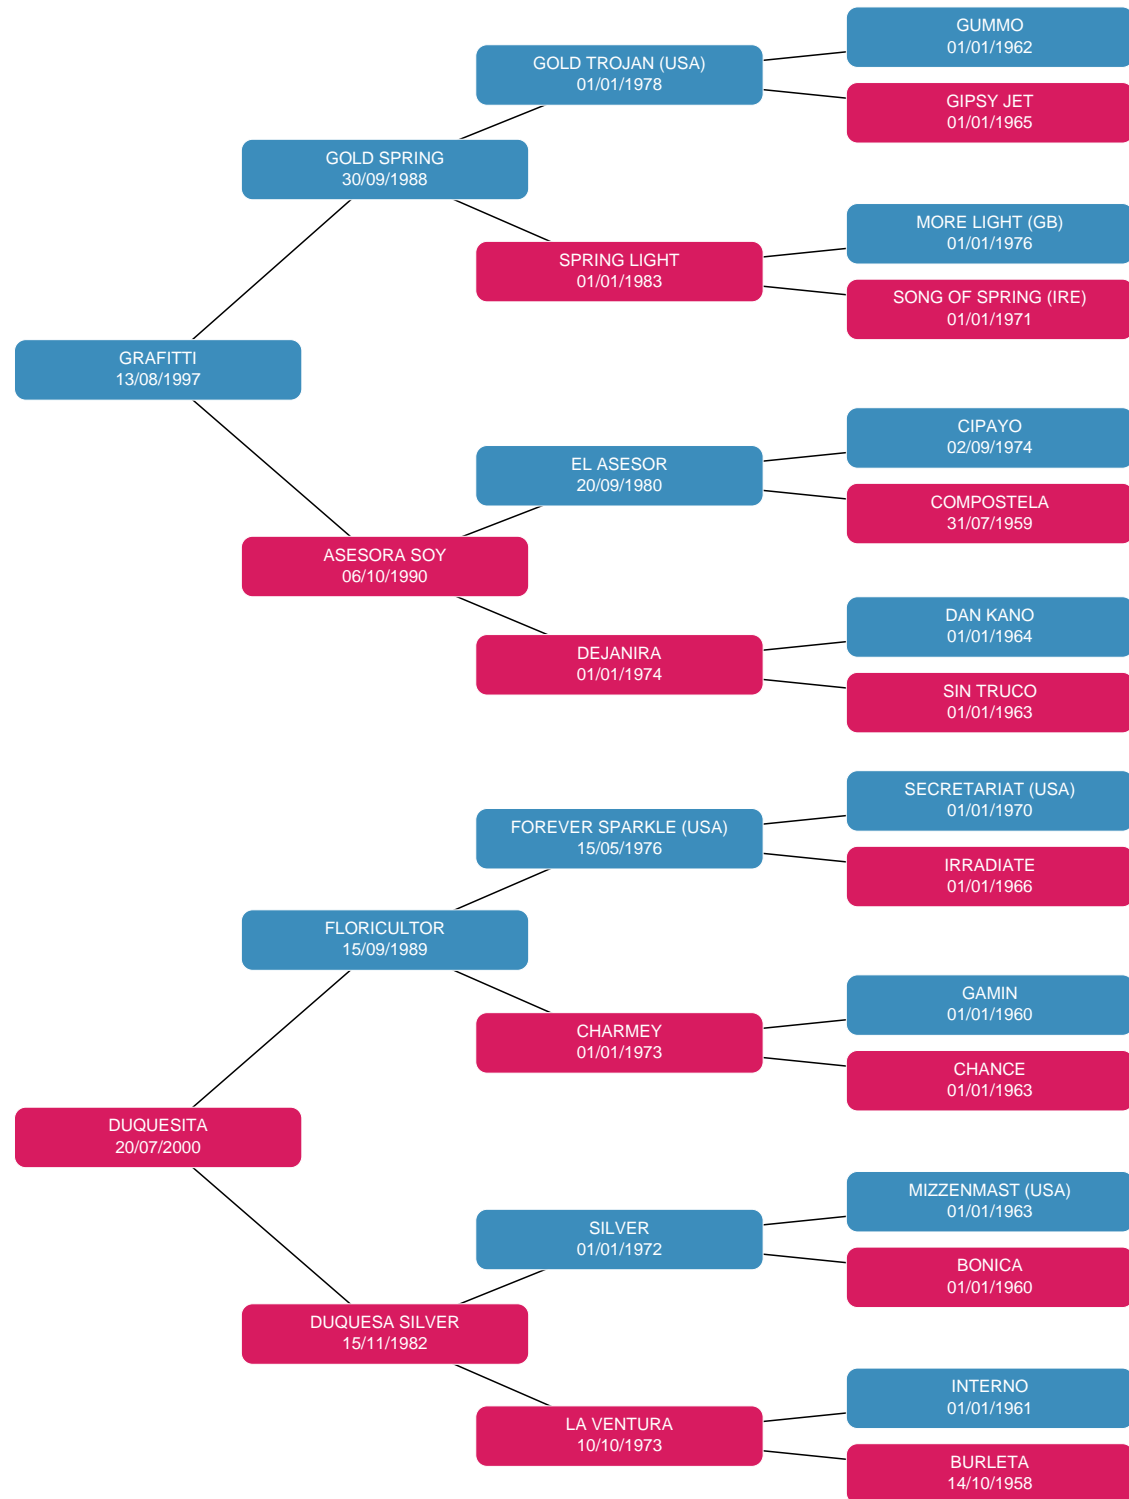 GUMMO
01/01/1962
GOLD TROJAN (USA)
01/01/1978
GIPSY JET
01/01/1965
GOLD SPRING
30/09/1988
MORE LIGHT (GB)
01/01/1976
SPRING LIGHT
01/01/1983
SONG OF SPRING (IRE)
01/01/1971
GRAFITTI
13/08/1997
CIPAYO
02/09/1974
EL ASESOR
20/09/1980
COMPOSTELA
31/07/1959
ASESORA SOY
06/10/1990
DAN KANO
01/01/1964
DEJANIRA
01/01/1974
SIN TRUCO
01/01/1963
SECRETARIAT (USA)
01/01/1970
FOREVER SPARKLE (USA)
15/05/1976
IRRADIATE
01/01/1966
FLORICULTOR
15/09/1989
GAMIN
01/01/1960
CHARMEY
01/01/1973
CHANCE
01/01/1963
DUQUESITA
20/07/2000
MIZZENMAST (USA)
01/01/1963
SILVER
01/01/1972
BONICA
01/01/1960
DUQUESA SILVER
15/11/1982
INTERNO
01/01/1961
LA VENTURA
10/10/1973
BURLETA
14/10/1958